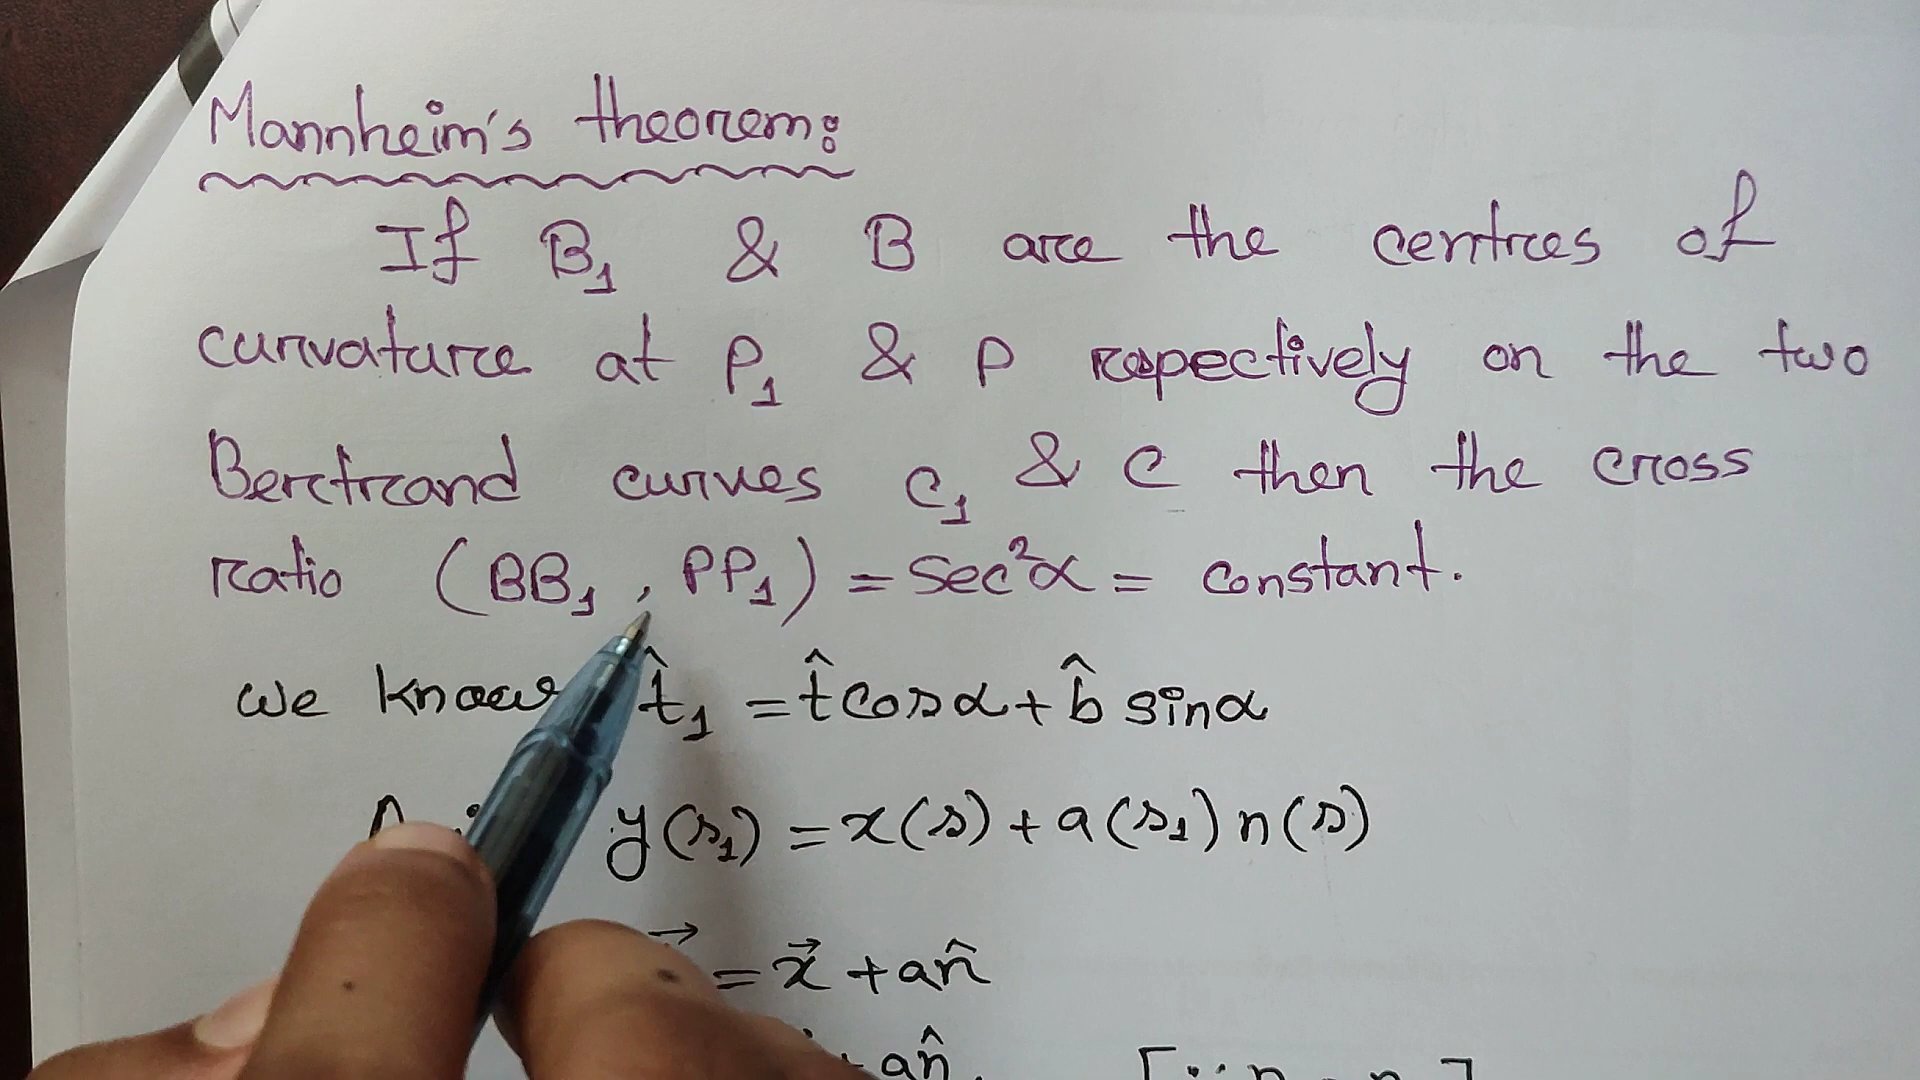 Mannheim's theorem:
If B₁ & B are the centres of
curvature at P₁ & P respectively on the two
Bertrand curves C₁ & C then the cross
ratio (BB₁, PP₁) = sec²α = constant.
we know t̂₁ = t̂ cosα + b̂ sinα
y(s₁) = x(s) + a(s₁) n(s)
= x⃗ + an̂
+ an̂.